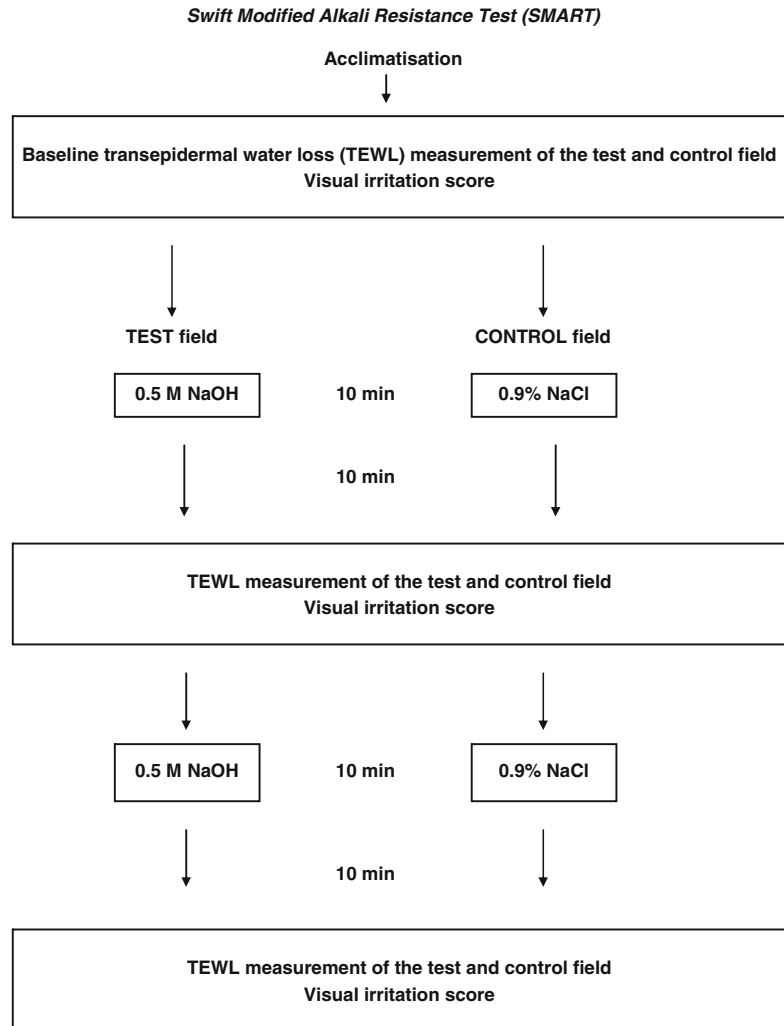 Swift Modified Alkali Resistance Test (SMART)
Acclimatisation
Baseline transepidermal water loss (TEWL) measurement of the test and control field
Visual irritation score
TEST field CONTROL field
0.5 M NaOH 10 min 0.9% NaCl
10 min
TEWL measurement of the test and control field
Visual irritation score
0.5 M NaOH 10 min 0.9% NaCl
10 min
TEWL measurement of the test and control field
Visual irritation score